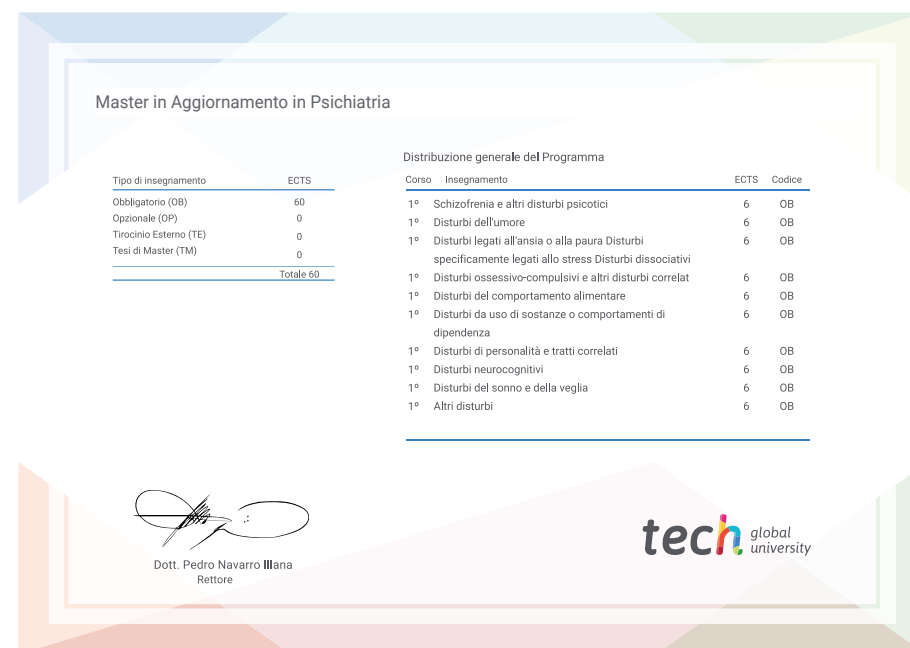 Master in Aggiornamento in Psichiatria
Tipo di insegnamento ECTS
Obbligatorio (OB) 60
Opzionale (OP) 0
Tirocinio Esterno (TE) 0
Tesi di Master (TM) 0
Totale 60
Distribuzione generale del Programma
Corso Insegnamento ECTS Codice
1º Schizofrenia e altri disturbi psicotici 6 OB
1º Disturbi dell'umore 6 OB
1º Disturbi legati all'ansia o alla paura Disturbi 6 OB
specificamente legati allo stress Disturbi dissociativi
1º Disturbi ossessivo-compulsivi e altri disturbi correlat 6 OB
1º Disturbi del comportamento alimentare 6 OB
1º Disturbi da uso di sostanze o comportamenti di 6 OB
dipendenza
1º Disturbi di personalità e tratti correlati 6 OB
1º Disturbi neurocognitivi 6 OB
1º Disturbi del sonno e della veglia 6 OB
1º Altri disturbi 6 OB
Dott. Pedro Navarro Illana
Rettore
tech global
university